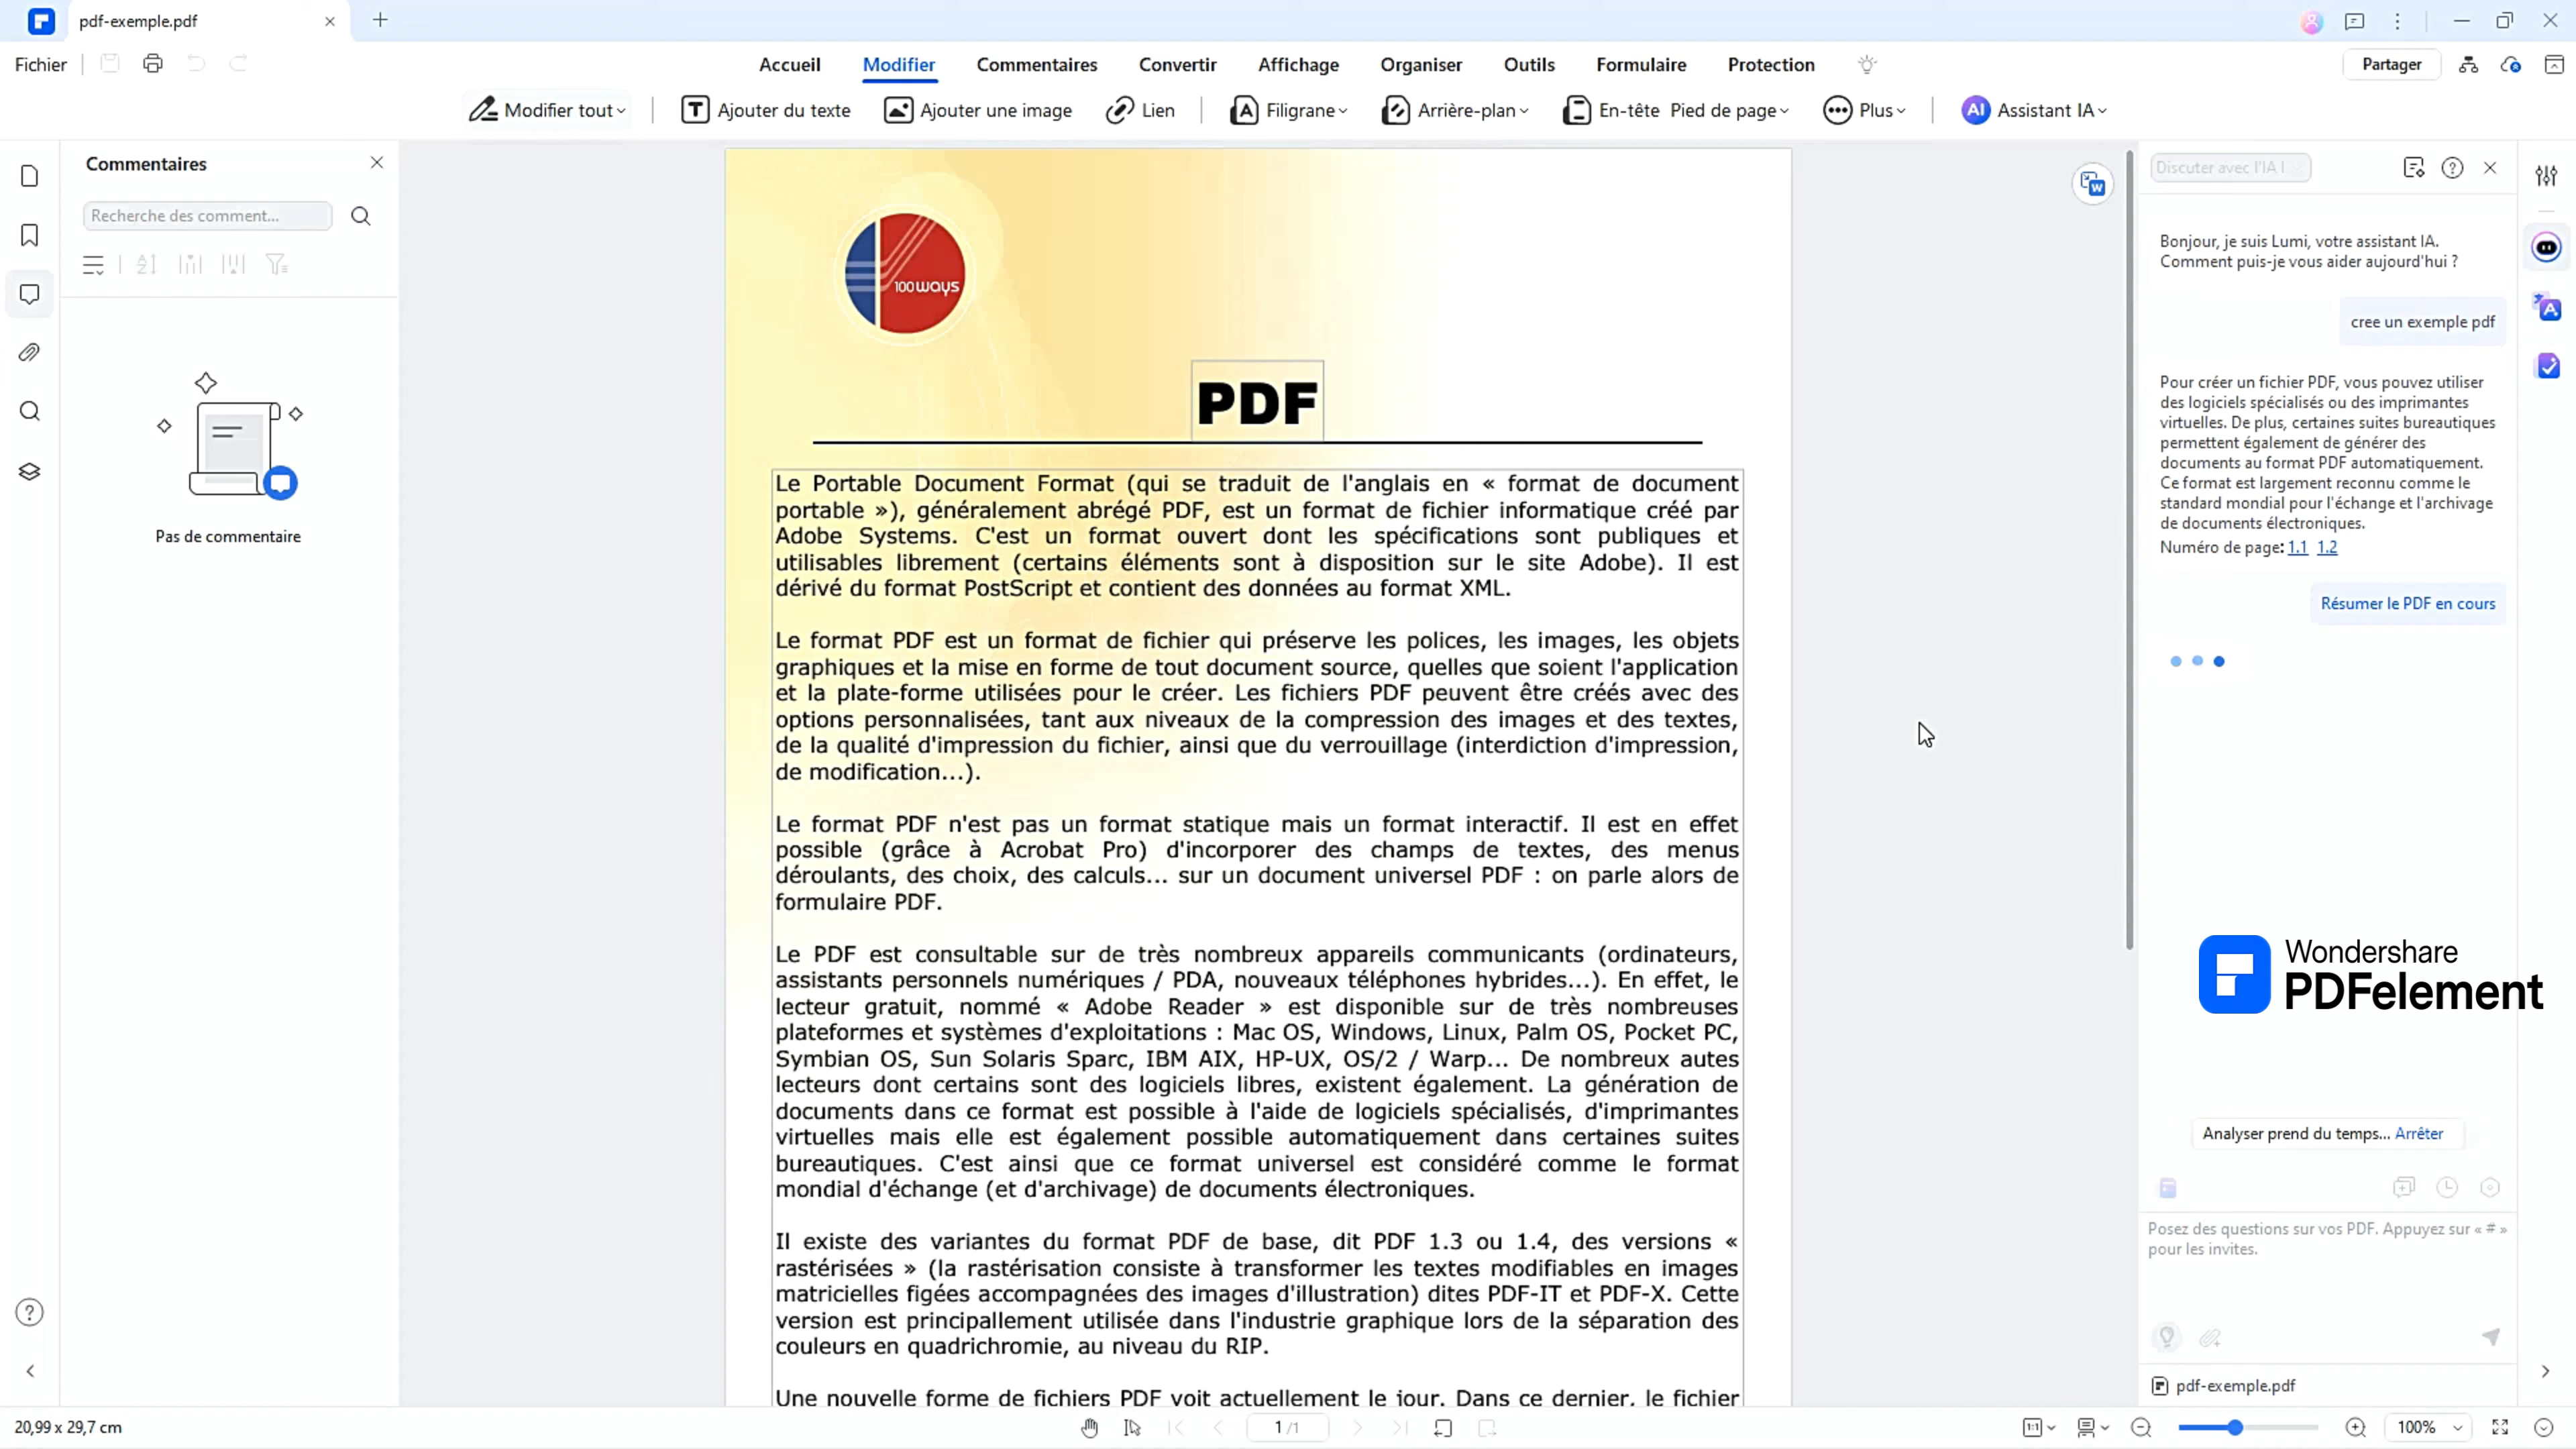 pdf-exemple.pdf
Fichier
Accueil Modifier Commentaires Convertir Affichage Organiser Outils Formulaire Protection
Partager
Modifier tout
T Ajouter du texte
Ajouter une image
Lien
A Filigrane
Arrière-plan
En-tête Pied de page
Plus
AI Assistant IA
Commentaires
Recherche des comment...
Pas de commentaire
100ways
PDF
Le Portable Document Format (qui se traduit de l'anglais en « format de document
portable »), généralement abrégé PDF, est un format de fichier informatique créé par
Adobe Systems. C'est un format ouvert dont les spécifications sont publiques et
utilisables librement (certains éléments sont à disposition sur le site Adobe). Il est
dérivé du format PostScript et contient des données au format XML.
Le format PDF est un format de fichier qui préserve les polices, les images, les objets
graphiques et la mise en forme de tout document source, quelles que soient l'application
et la plate-forme utilisées pour le créer. Les fichiers PDF peuvent être créés avec des
options personnalisées, tant aux niveaux de la compression des images et des textes,
de la qualité d'impression du fichier, ainsi que du verrouillage (interdiction d'impression,
de modification...).
Le format PDF n'est pas un format statique mais un format interactif. Il est en effet
possible (grâce à Acrobat Pro) d'incorporer des champs de textes, des menus
déroulants, des choix, des calculs... sur un document universel PDF : on parle alors de
formulaire PDF.
Le PDF est consultable sur de très nombreux appareils communicants (ordinateurs,
assistants personnels numériques / PDA, nouveaux téléphones hybrides...). En effet, le
lecteur gratuit, nommé « Adobe Reader » est disponible sur de très nombreuses
plateformes et systèmes d'exploitations : Mac OS, Windows, Linux, Palm OS, Pocket PC,
Symbian OS, Sun Solaris Sparc, IBM AIX, HP-UX, OS/2 / Warp... De nombreux autes
lecteurs dont certains sont des logiciels libres, existent également. La génération de
documents dans ce format est possible à l'aide de logiciels spécialisés, d'imprimantes
virtuelles mais elle est également possible automatiquement dans certaines suites
bureautiques. C'est ainsi que ce format universel est considéré comme le format
mondial d'échange (et d'archivage) de documents électroniques.
Il existe des variantes du format PDF de base, dit PDF 1.3 ou 1.4, des versions «
rastérisées » (la rastérisation consiste à transformer les textes modifiables en images
matricielles figées accompagnées des images d'illustration) dites PDF-IT et PDF-X. Cette
version est principalement utilisée dans l'industrie graphique lors de la séparation des
couleurs en quadrichromie, au niveau du RIP.
Une nouvelle forme de fichiers PDF voit actuellement le jour. Dans ce dernier, le fichier
W
Discuter avec l'IA
Bonjour, je suis Lumi, votre assistant IA.
Comment puis-je vous aider aujourd'hui ?
cree un exemple pdf
Pour créer un fichier PDF, vous pouvez utiliser
des logiciels spécialisés ou des imprimantes
virtuelles. De plus, certaines suites bureautiques
permettent également de générer des
documents au format PDF automatiquement.
Ce format est largement reconnu comme le
standard mondial pour l'échange et l'archivage
de documents électroniques.
Numéro de page: 1.1 1.2
Résumer le PDF en cours
Wondershare
PDFelement
Analyser prend du temps... Arrêter
Posez des questions sur vos PDF. Appuyez sur « # »
pour les invites.
pdf-exemple.pdf
20,99 x 29,7 cm
1 /1
1:1
100%